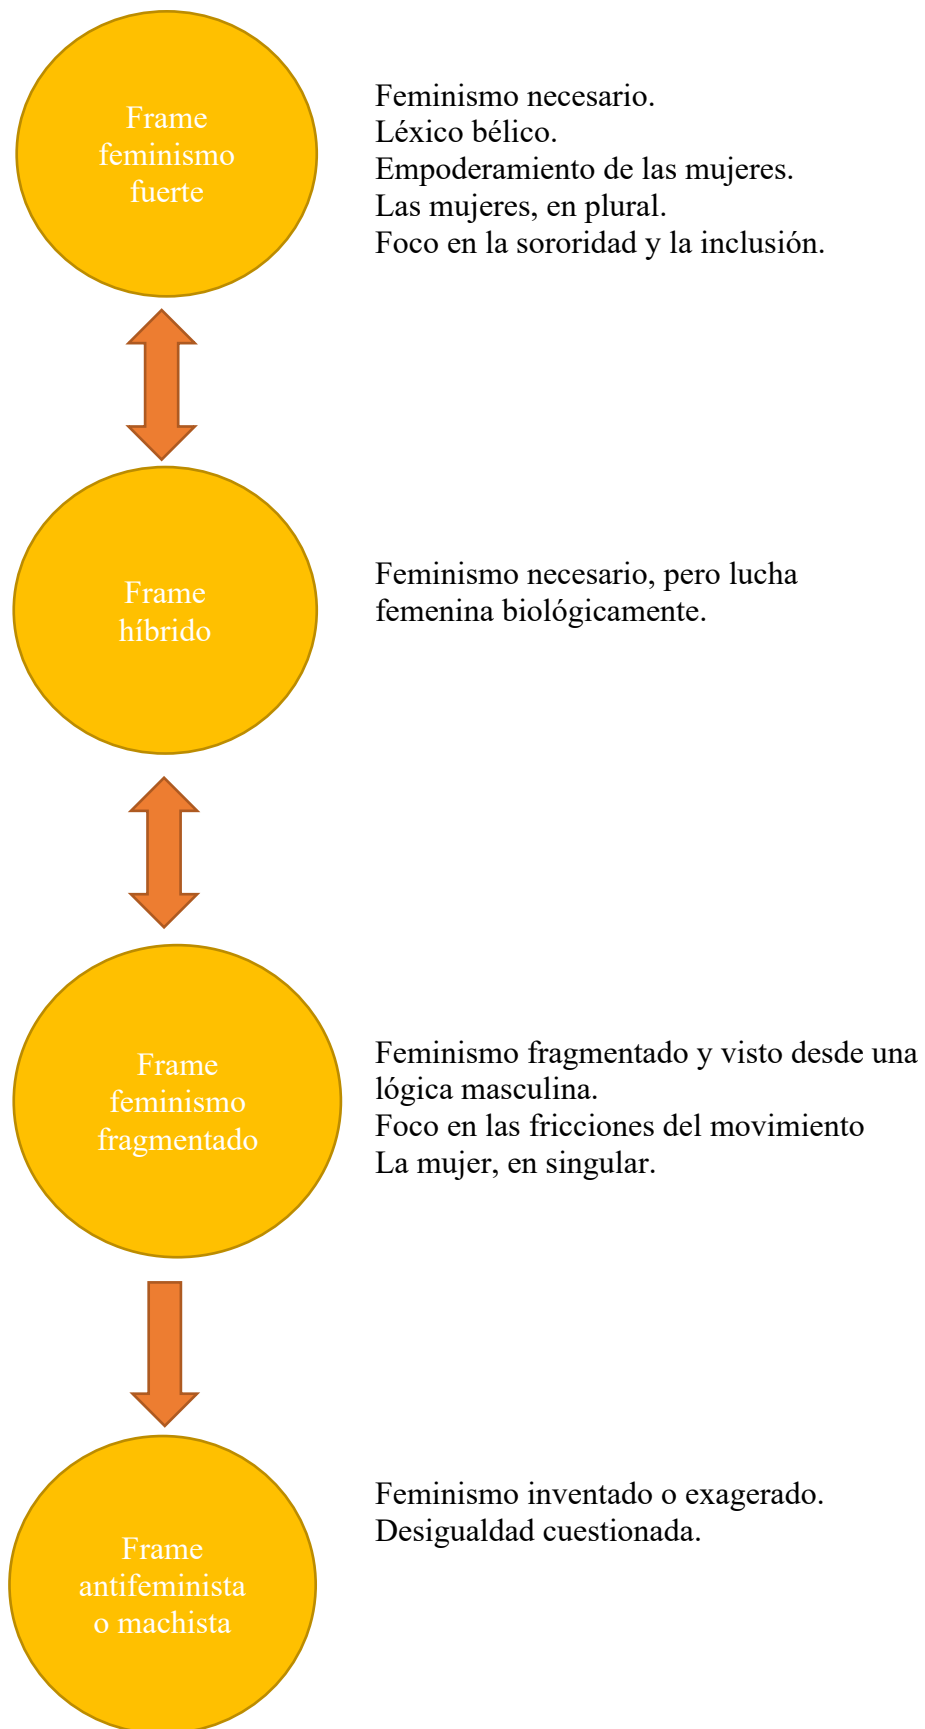 Frame
feminismo
fuerte
Feminismo necesario.
Léxico bélico.
Empoderamiento de las mujeres.
Las mujeres, en plural.
Foco en la sororidad y la inclusión.
Frame
híbrido
Feminismo necesario, pero lucha
femenina biológicamente.
Frame
feminismo
fragmentado
Feminismo fragmentado y visto desde una
lógica masculina.
Foco en las fricciones del movimiento
La mujer, en singular.
Frame
antifeminista
o machista
Feminismo inventado o exagerado.
Desigualdad cuestionada.